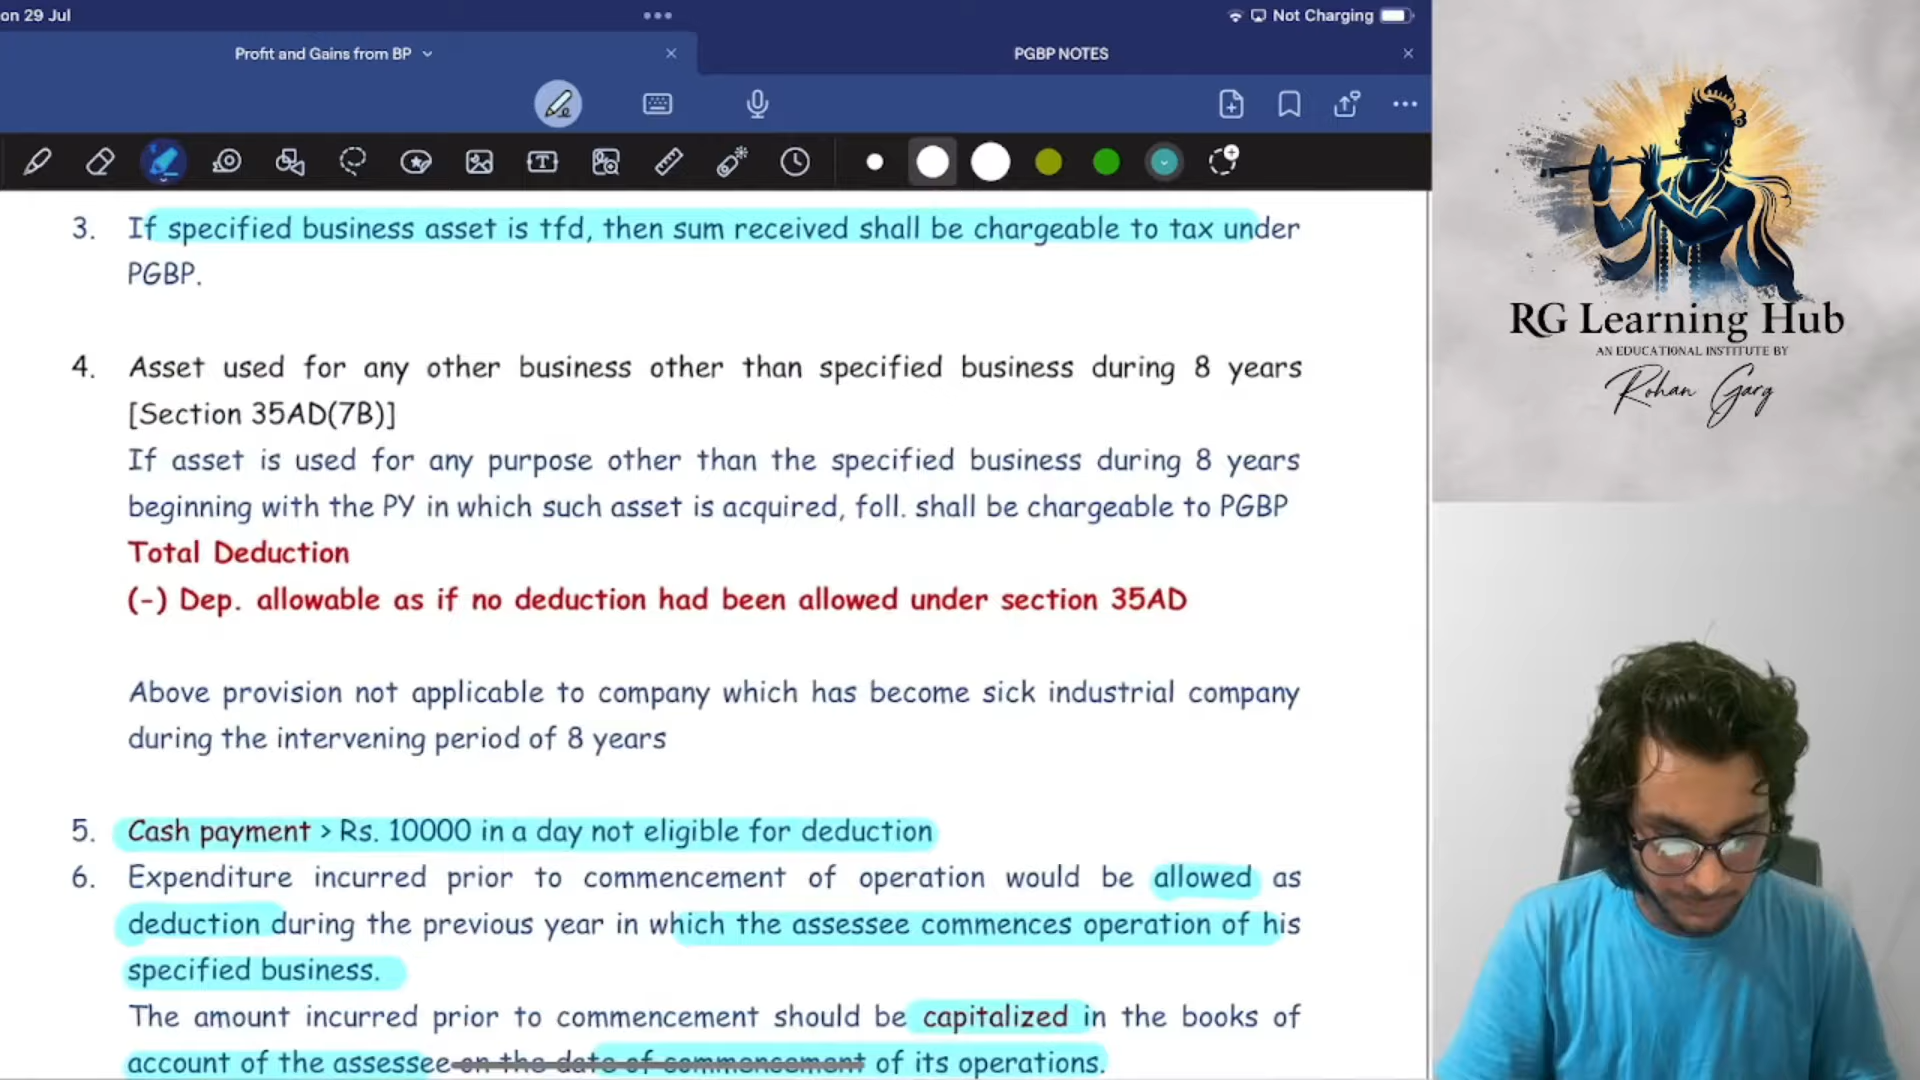 on 29 Jul
Not Charging
Profit and Gains from BP
PGBP NOTES
3. If specified business asset is tfd, then sum received shall be chargeable to tax under
PGBP.
4. Asset used for any other business other than specified business during 8 years
[Section 35AD(7B)]
If asset is used for any purpose other than the specified business during 8 years
beginning with the PY in which such asset is acquired, foll. shall be chargeable to PGBP
Total Deduction
(-) Dep. allowable as if no deduction had been allowed under section 35AD
Above provision not applicable to company which has become sick industrial company
during the intervening period of 8 years
5. Cash payment > Rs. 10000 in a day not eligible for deduction
6. Expenditure incurred prior to commencement of operation would be allowed as
deduction during the previous year in which the assessee commences operation of his
specified business.
The amount incurred prior to commencement should be capitalized in the books of
account of the assessee on the date of commencement of its operations.
RG Learning Hub
AN EDUCATIONAL INSTITUTE BY
Rohan Garg